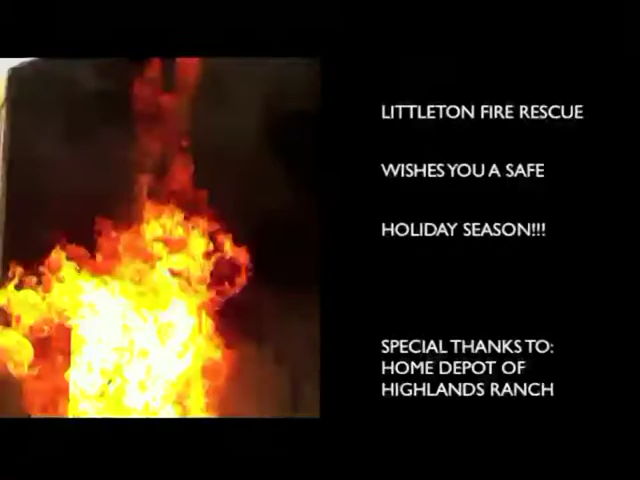 LITTLETON FIRE RESCUE
WISHES YOU A SAFE
HOLIDAY SEASON!!!
SPECIAL THANKS TO:
HOME DEPOT OF
HIGHLANDS RANCH